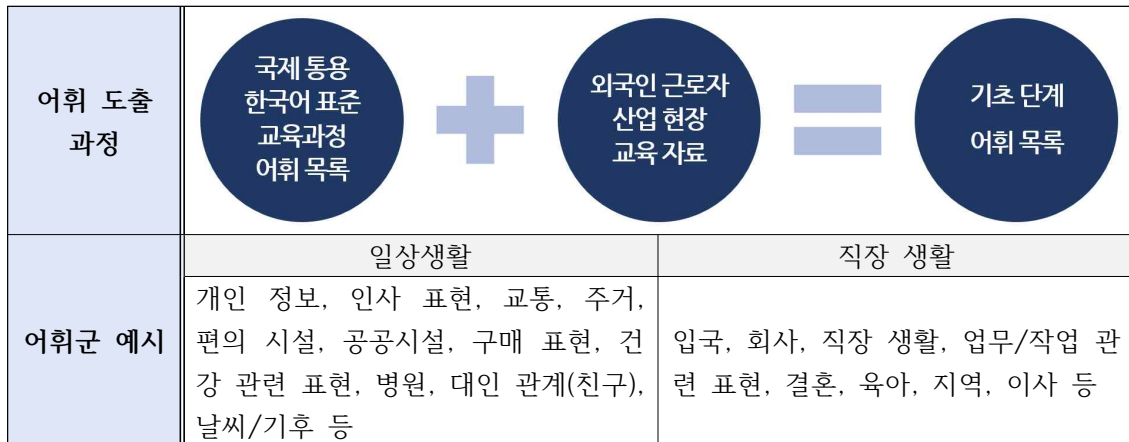 어휘 도출
과정
국제 통용
한국어 표준
교육과정
어휘 목록
외국인 근로자
산업 현장
교육 자료
기초 단계
어휘 목록
어휘군 예시
일상생활
개인 정보, 인사 표현, 교통, 주거,
편의 시설, 공공시설, 구매 표현, 건
강 관련 표현, 병원, 대인 관계(친구),
날씨/기후 등
직장 생활
입국, 회사, 직장 생활, 업무/작업 관
련 표현, 결혼, 육아, 지역, 이사 등